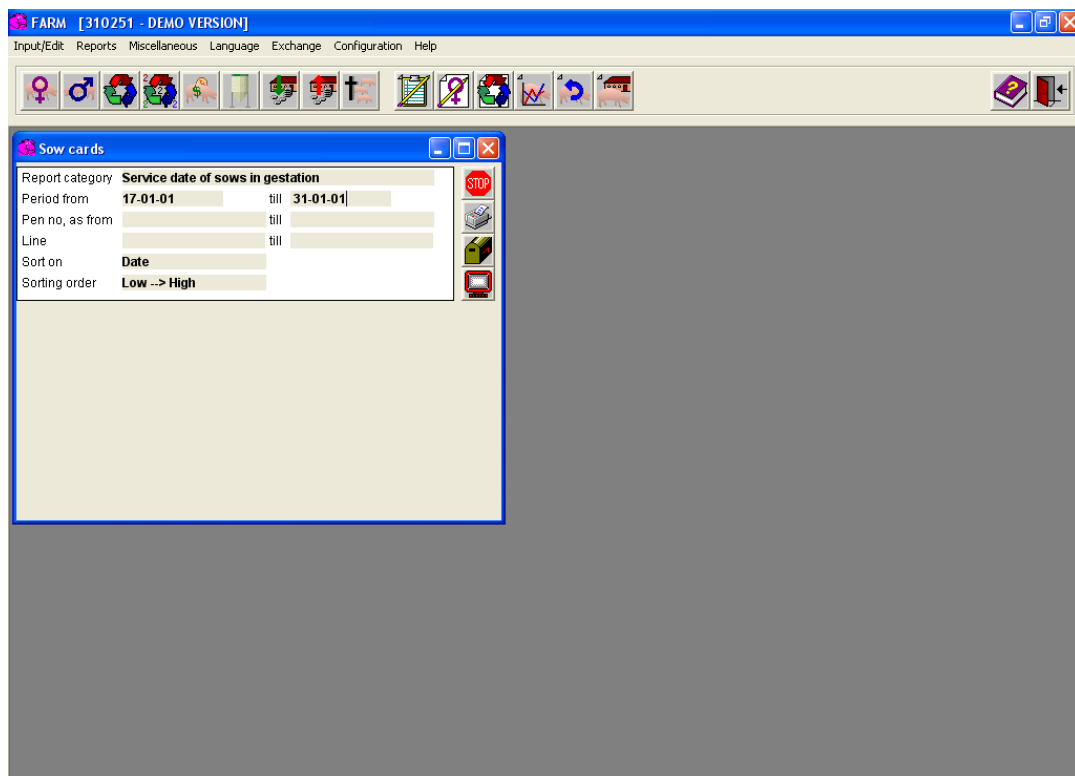 FARM [310251 - DEMO VERSION]
Input/Edit Reports Miscellaneous Language Exchange Configuration Help
Sow cards
Report category Service date of sows in gestation
STOP
Period from 17-01-01 till 31-01-01
Pen no, as from till
Line till
Sort on Date
Sorting order Low --> High